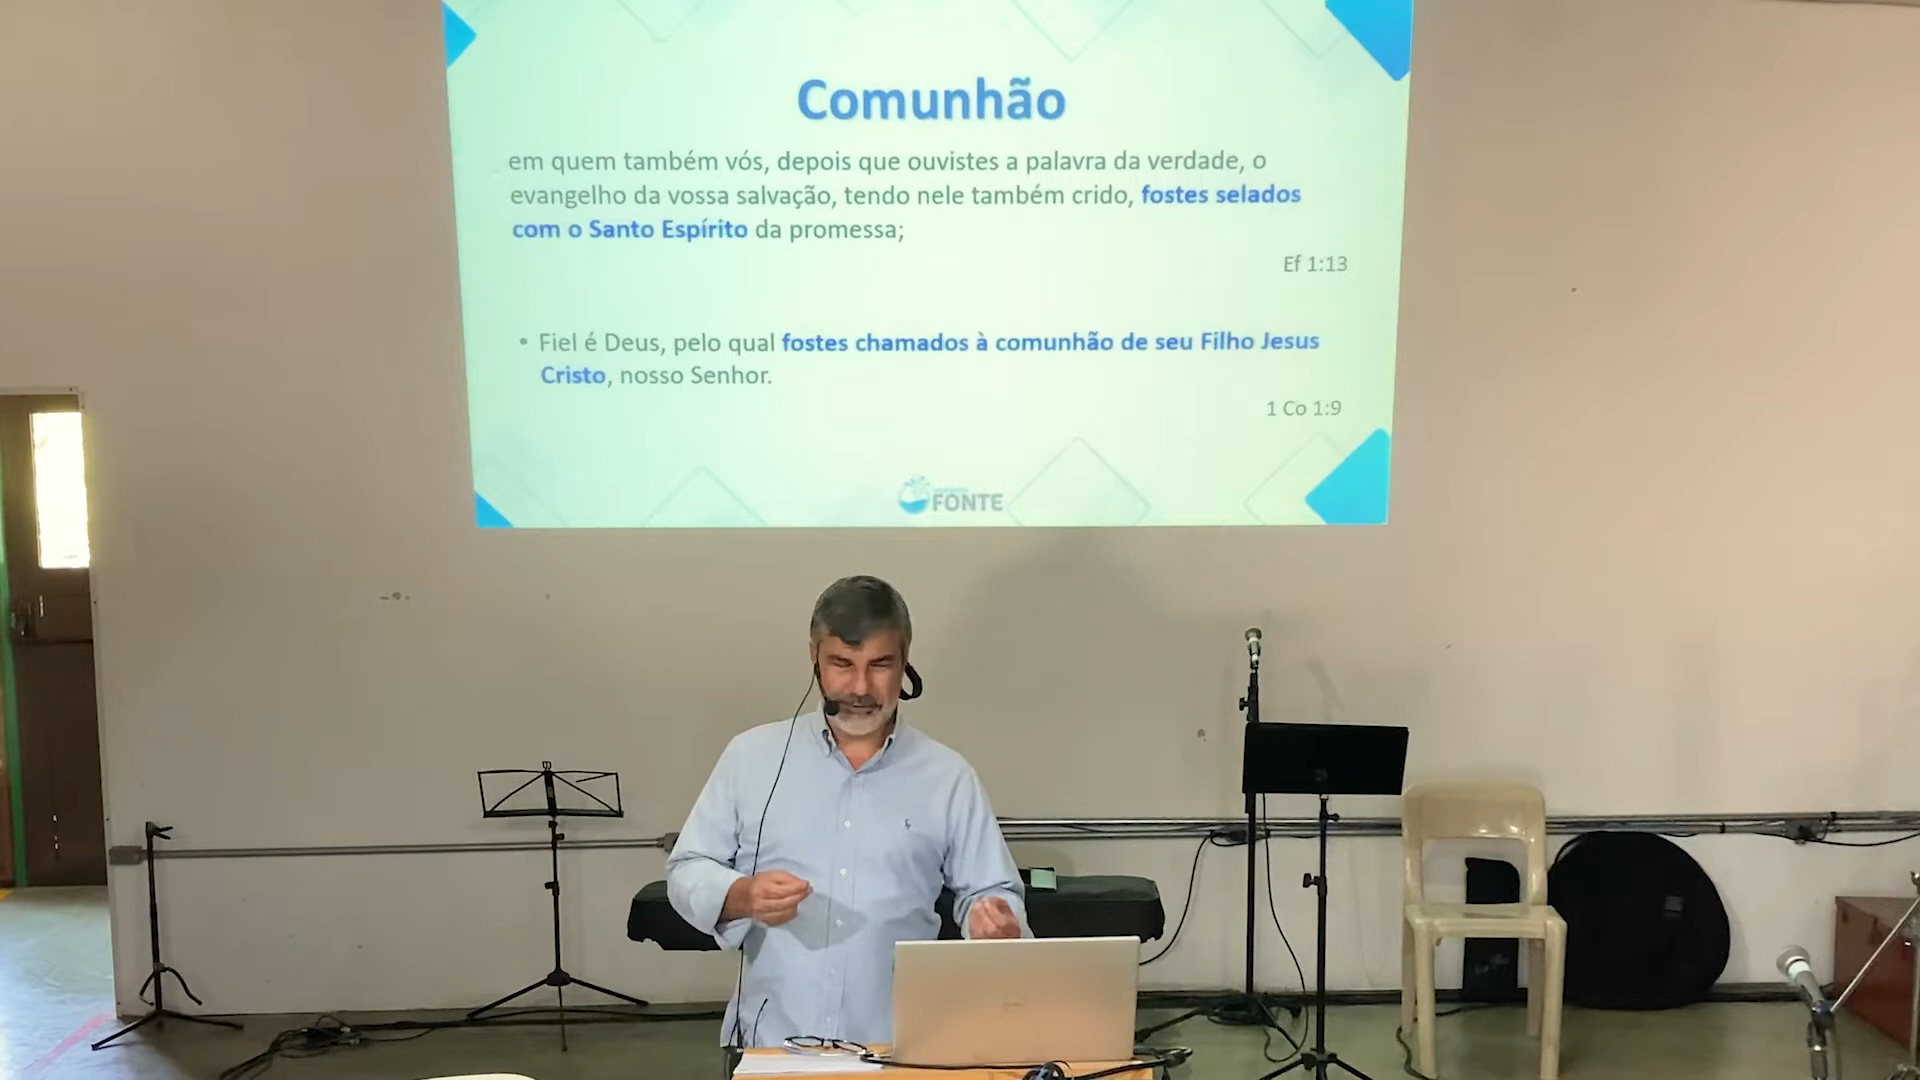 Comunhão
em quem também vós, depois que ouvistes a palavra da verdade, o
evangelho da vossa salvação, tendo nele também crido, fostes selados
com o Santo Espírito da promessa;
Ef 1:13
• Fiel é Deus, pelo qual fostes chamados à comunhão de seu Filho Jesus
Cristo, nosso Senhor.
1 Co 1:9
FONTE